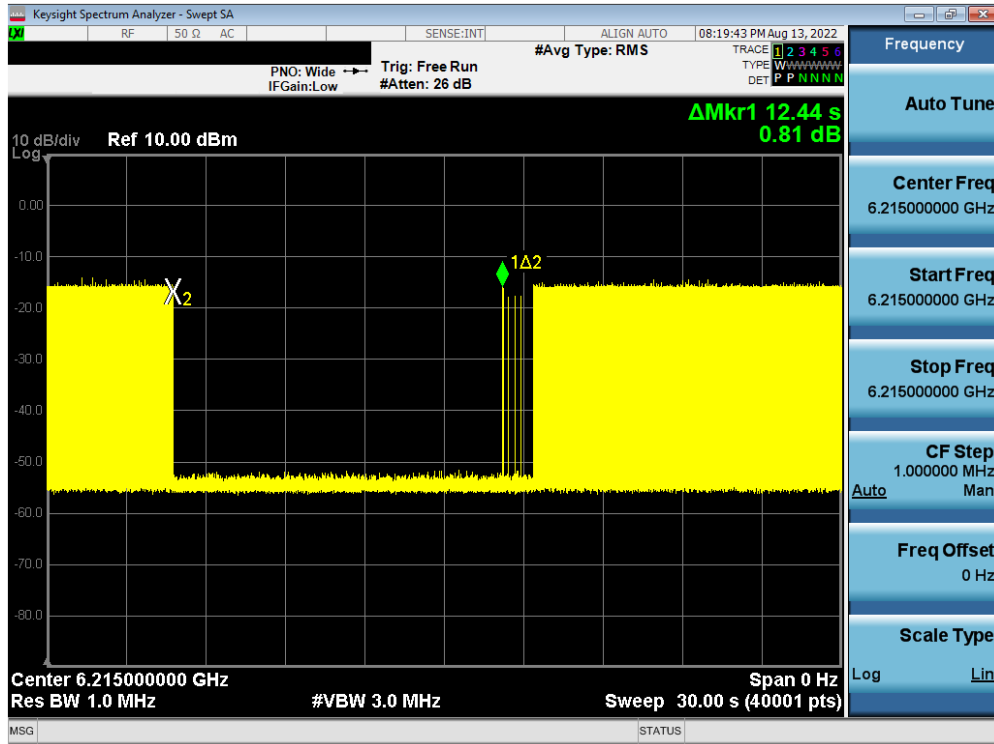 Keysight Spectrum Analyzer - Swept SA
LXI
RF
50 Ω
AC
SENSE:INT
ALIGN AUTO
08:19:43 PM Aug 13, 2022
#Avg Type: RMS
TRACE 1 2 3 4 5 6
TYPE W W W W W W
DET P P N N N N
PNO: Wide
IFGain:Low
Trig: Free Run
#Atten: 26 dB
ΔMkr1 12.44 s
0.81 dB
10 dB/div
Log
Ref 10.00 dBm
0.00
-10.0
-20.0
-30.0
-40.0
-50.0
-60.0
-70.0
-80.0
1Δ2
X2
Center 6.215000000 GHz
Span 0 Hz
Res BW 1.0 MHz
#VBW 3.0 MHz
Sweep 30.00 s (40001 pts)
MSG
STATUS
Frequency
Auto Tune
Center Freq
6.215000000 GHz
Start Freq
6.215000000 GHz
Stop Freq
6.215000000 GHz
CF Step
1.000000 MHz
Auto Man
Freq Offset
0 Hz
Scale Type
Log Lin